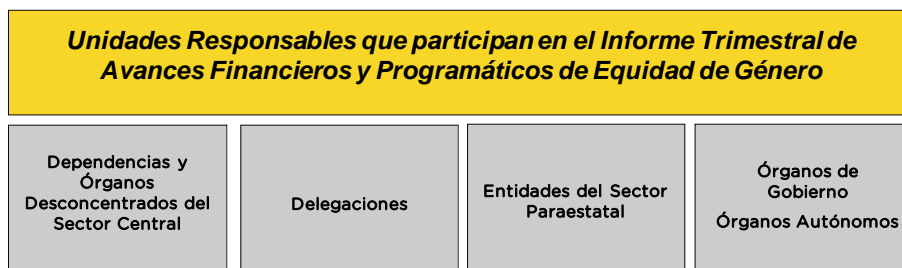 Unidades Responsables que participan en el Informe Trimestral de
Avances Financieros y Programáticos de Equidad de Género
Dependencias y
Órganos
Desconcentrados del
Sector Central
Delegaciones
Entidades del Sector
Paraestatal
Órganos de
Gobierno
Órganos Autónomos